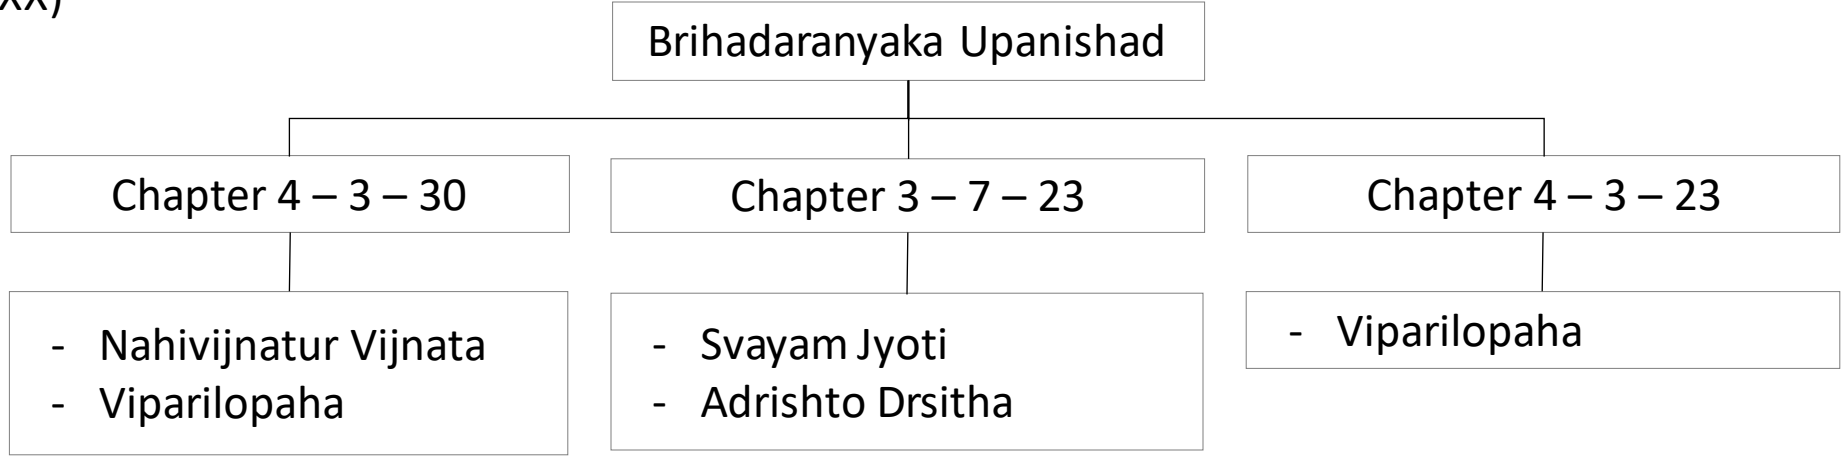 XX)
Brihadaranyaka Upanishad
Chapter 4 – 3 – 30
Chapter 3 – 7 – 23
Chapter 4 – 3 – 23
- Nahivijnatur Vijnata
- Viparilopaha
- Svayam Jyoti
- Adrishto Drsitha
- Viparilopaha